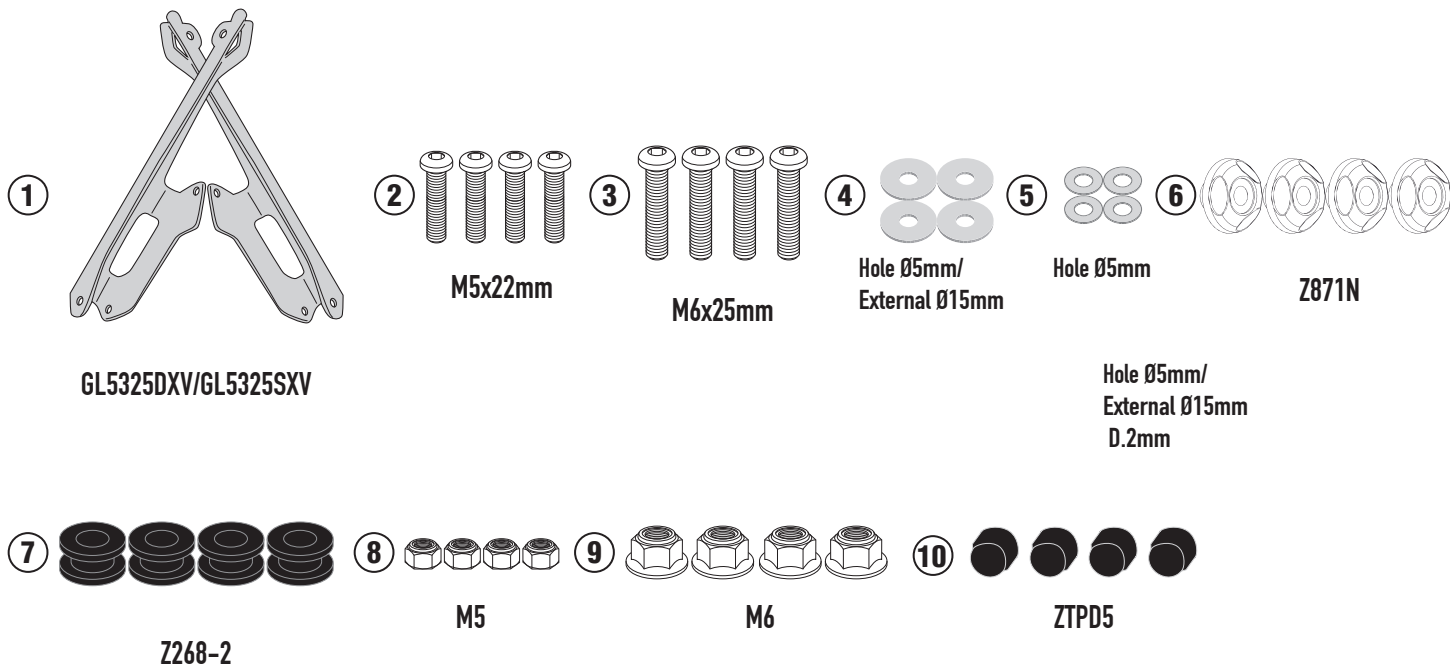 1
GL5325DXV/GL5325SXV
2
M5x22mm
3
M6x25mm
4
Hole Ø5mm/
External Ø15mm
5
Hole Ø5mm
6
Z871N
Hole Ø5mm/
External Ø15mm
D.2mm
7
Z268-2
8
M5
9
M6
10
ZTPD5